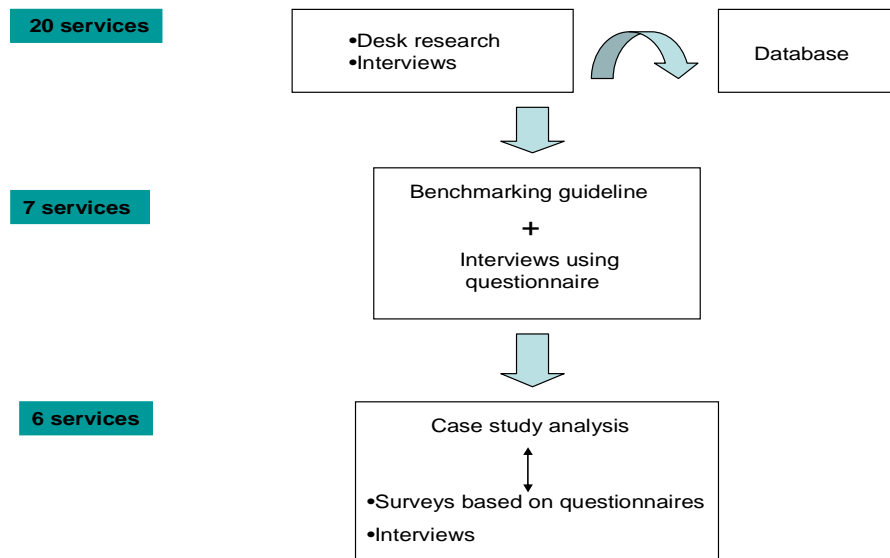 20 services
•Desk research
•Interviews
Database
7 services
Benchmarking guideline
+
Interviews using
questionnaire
6 services
Case study analysis
•Surveys based on questionnaires
•Interviews